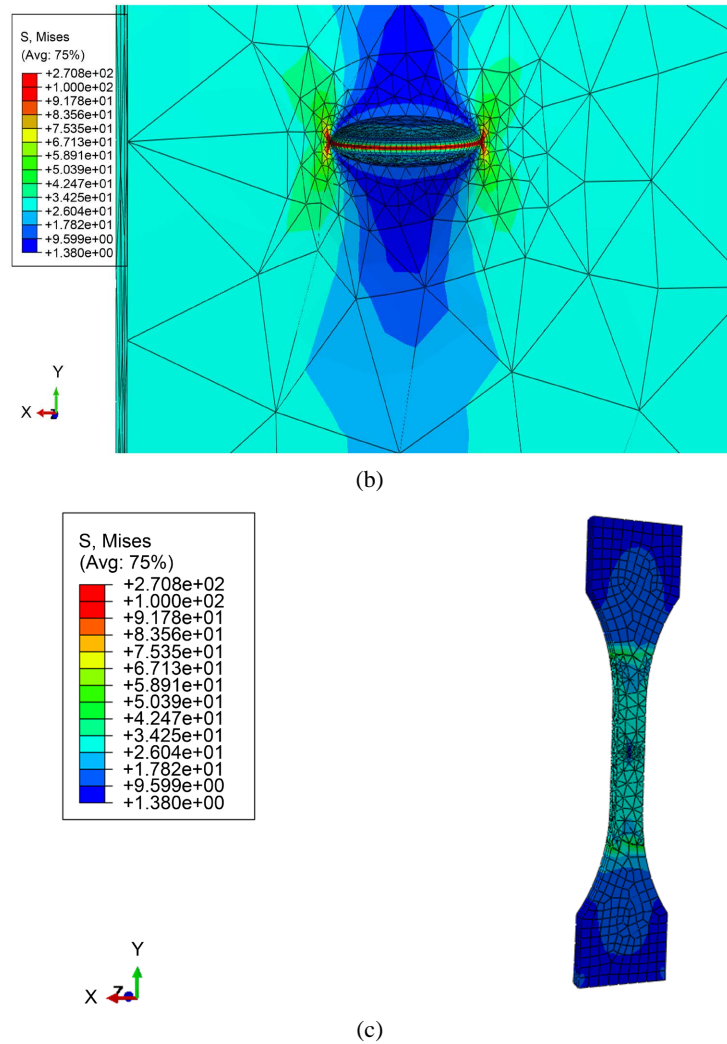 S, Mises
(Avg: 75%)
+2.708e+02
+1.000e+02
+9.178e+01
+8.356e+01
+7.535e+01
+6.713e+01
+5.891e+01
+5.039e+01
+4.247e+01
+3.425e+01
+2.604e+01
+1.782e+01
+9.599e+00
+1.380e+00
Y
X
Z
(b)
S, Mises
(Avg: 75%)
+2.708e+02
+1.000e+02
+9.178e+01
+8.356e+01
+7.535e+01
+6.713e+01
+5.891e+01
+5.039e+01
+4.247e+01
+3.425e+01
+2.604e+01
+1.782e+01
+9.599e+00
+1.380e+00
Y
X
Z
(c)